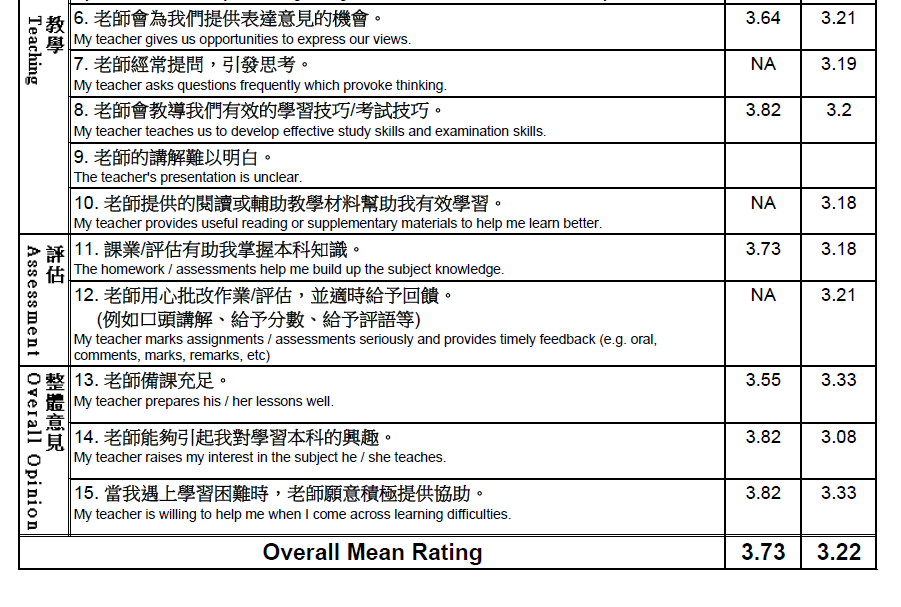 教學
Teaching
6. 老師會為我們提供表達意見的機會。 3.64 3.21
My teacher gives us opportunities to express our views.
7. 老師經常提問，引發思考。 NA 3.19
My teacher asks questions frequently which provoke thinking.
8. 老師會教導我們有效的學習技巧/考試技巧。 3.82 3.2
My teacher teaches us to develop effective study skills and examination skills.
9. 老師的講解難以明白。
The teacher's presentation is unclear.
10. 老師提供的閱讀或輔助教學材料幫助我有效學習。 NA 3.18
My teacher provides useful reading or supplementary materials to help me learn better.
評估
Assessment
11. 課業/評估有助我掌握本科知識。 3.73 3.18
The homework / assessments help me build up the subject knowledge.
12. 老師用心批改作業/評估，並適時給予回饋。 NA 3.21
(例如口頭講解、給予分數、給予評語等)
My teacher marks assignments / assessments seriously and provides timely feedback (e.g. oral,
comments, marks, remarks, etc)
整體意見
Overall Opinion
13. 老師備課充足。 3.55 3.33
My teacher prepares his / her lessons well.
14. 老師能夠引起我對學習本科的興趣。 3.82 3.08
My teacher raises my interest in the subject he / she teaches.
15. 當我遇上學習困難時，老師願意積極提供協助。 3.82 3.33
My teacher is willing to help me when I come across learning difficulties.
Overall Mean Rating 3.73 3.22